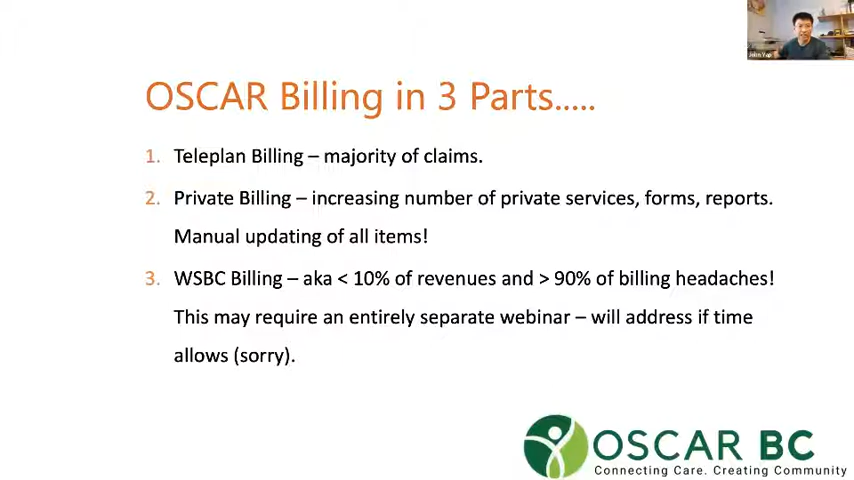 John Yap
OSCAR Billing in 3 Parts.....
1. Teleplan Billing – majority of claims.
2. Private Billing – increasing number of private services, forms, reports.
Manual updating of all items!
3. WSBC Billing – aka < 10% of revenues and > 90% of billing headaches!
This may require an entirely separate webinar – will address if time
allows (sorry).
OSCAR BC
Connecting Care. Creating Community